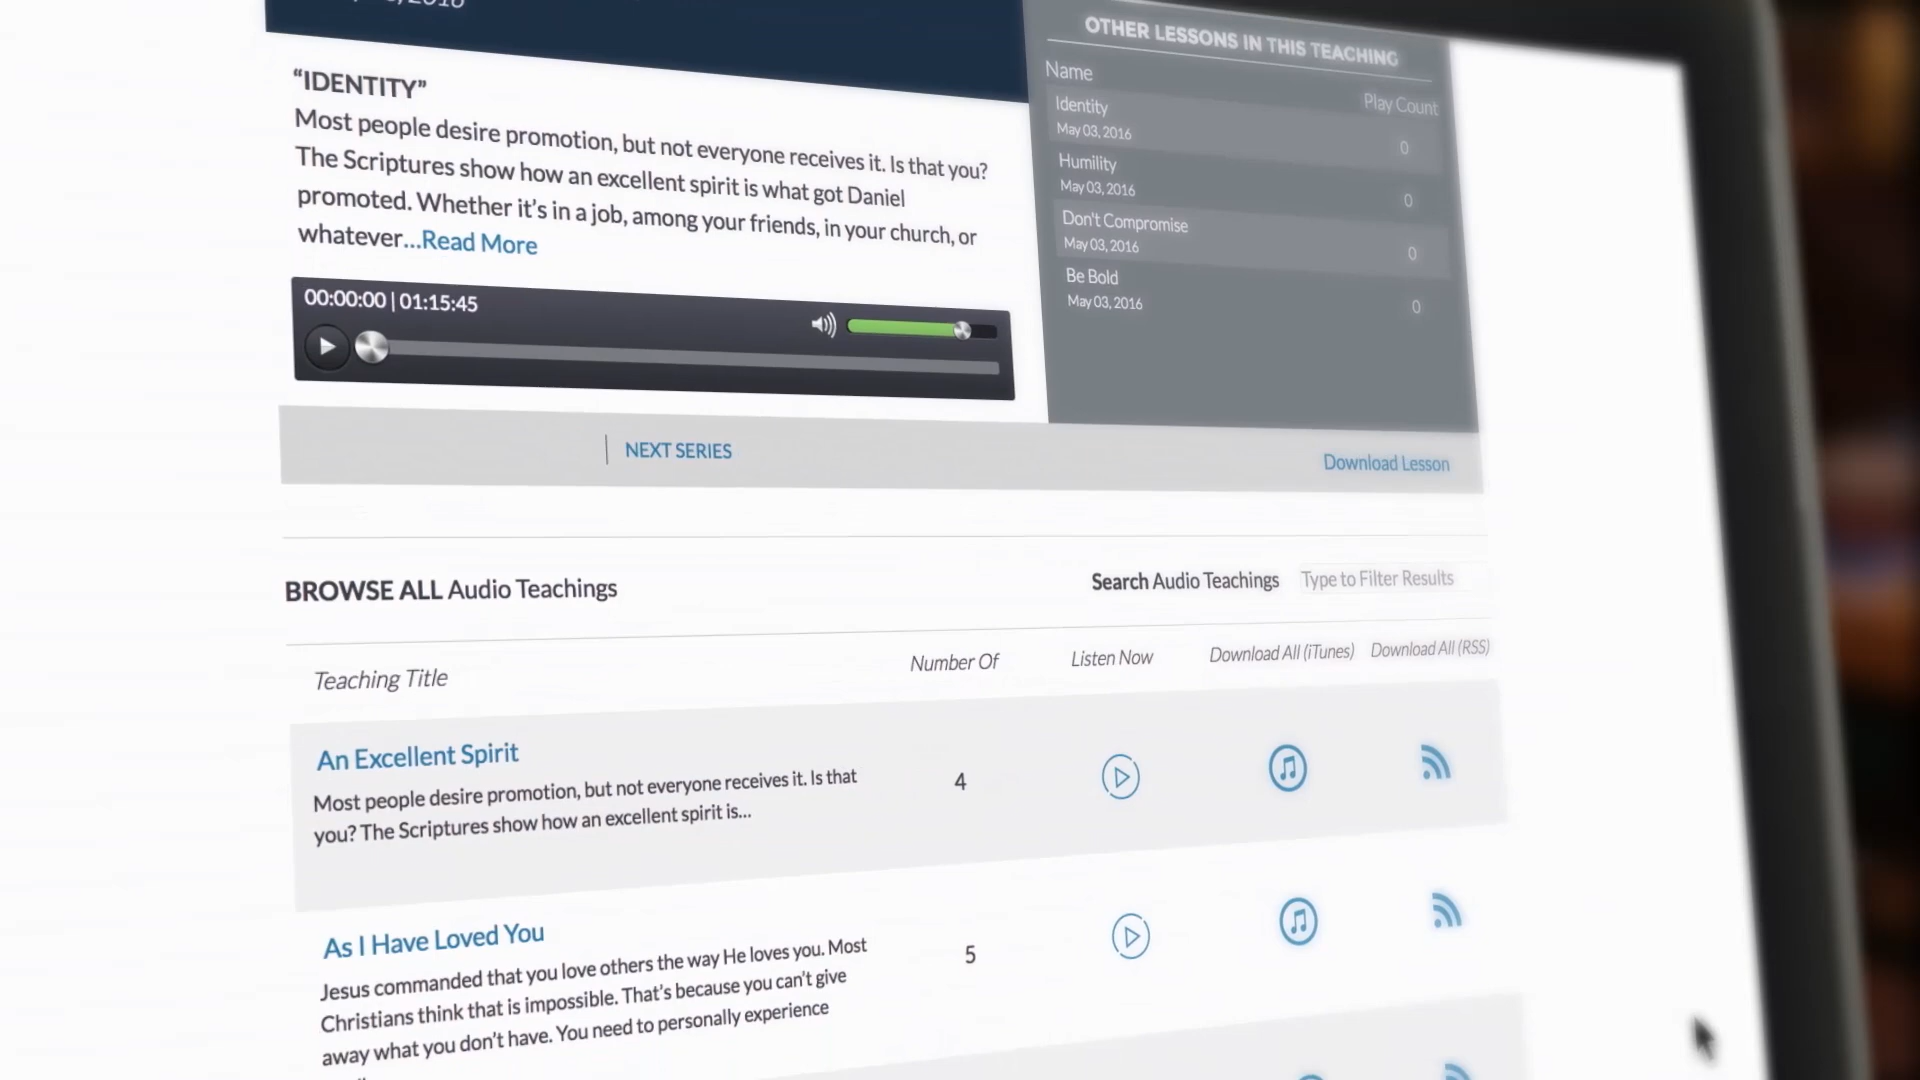 "IDENTITY"
Most people desire promotion, but not everyone receives it. Is that you?
The Scriptures show how an excellent spirit is what got Daniel
promoted. Whether it's in a job, among your friends, in your church, or
whatever...Read More
00:00:00 | 01:15:45
OTHER LESSONS IN THIS TEACHING
Name
Play Count
Identity
May 03, 2016
0
Humility
May 03, 2016
0
Don't Compromise
May 03, 2016
0
Be Bold
May 03, 2016
0
NEXT SERIES
Download Lesson
BROWSE ALL Audio Teachings
Search Audio Teachings
Type to Filter Results
Teaching Title
Number Of
Listen Now
Download All (iTunes)
Download All (RSS)
An Excellent Spirit
Most people desire promotion, but not everyone receives it. Is that
you? The Scriptures show how an excellent spirit is...
4
As I Have Loved You
Jesus commanded that you love others the way He loves you. Most
Christians think that is impossible. That's because you can't give
away what you don't have. You need to personally experience
5